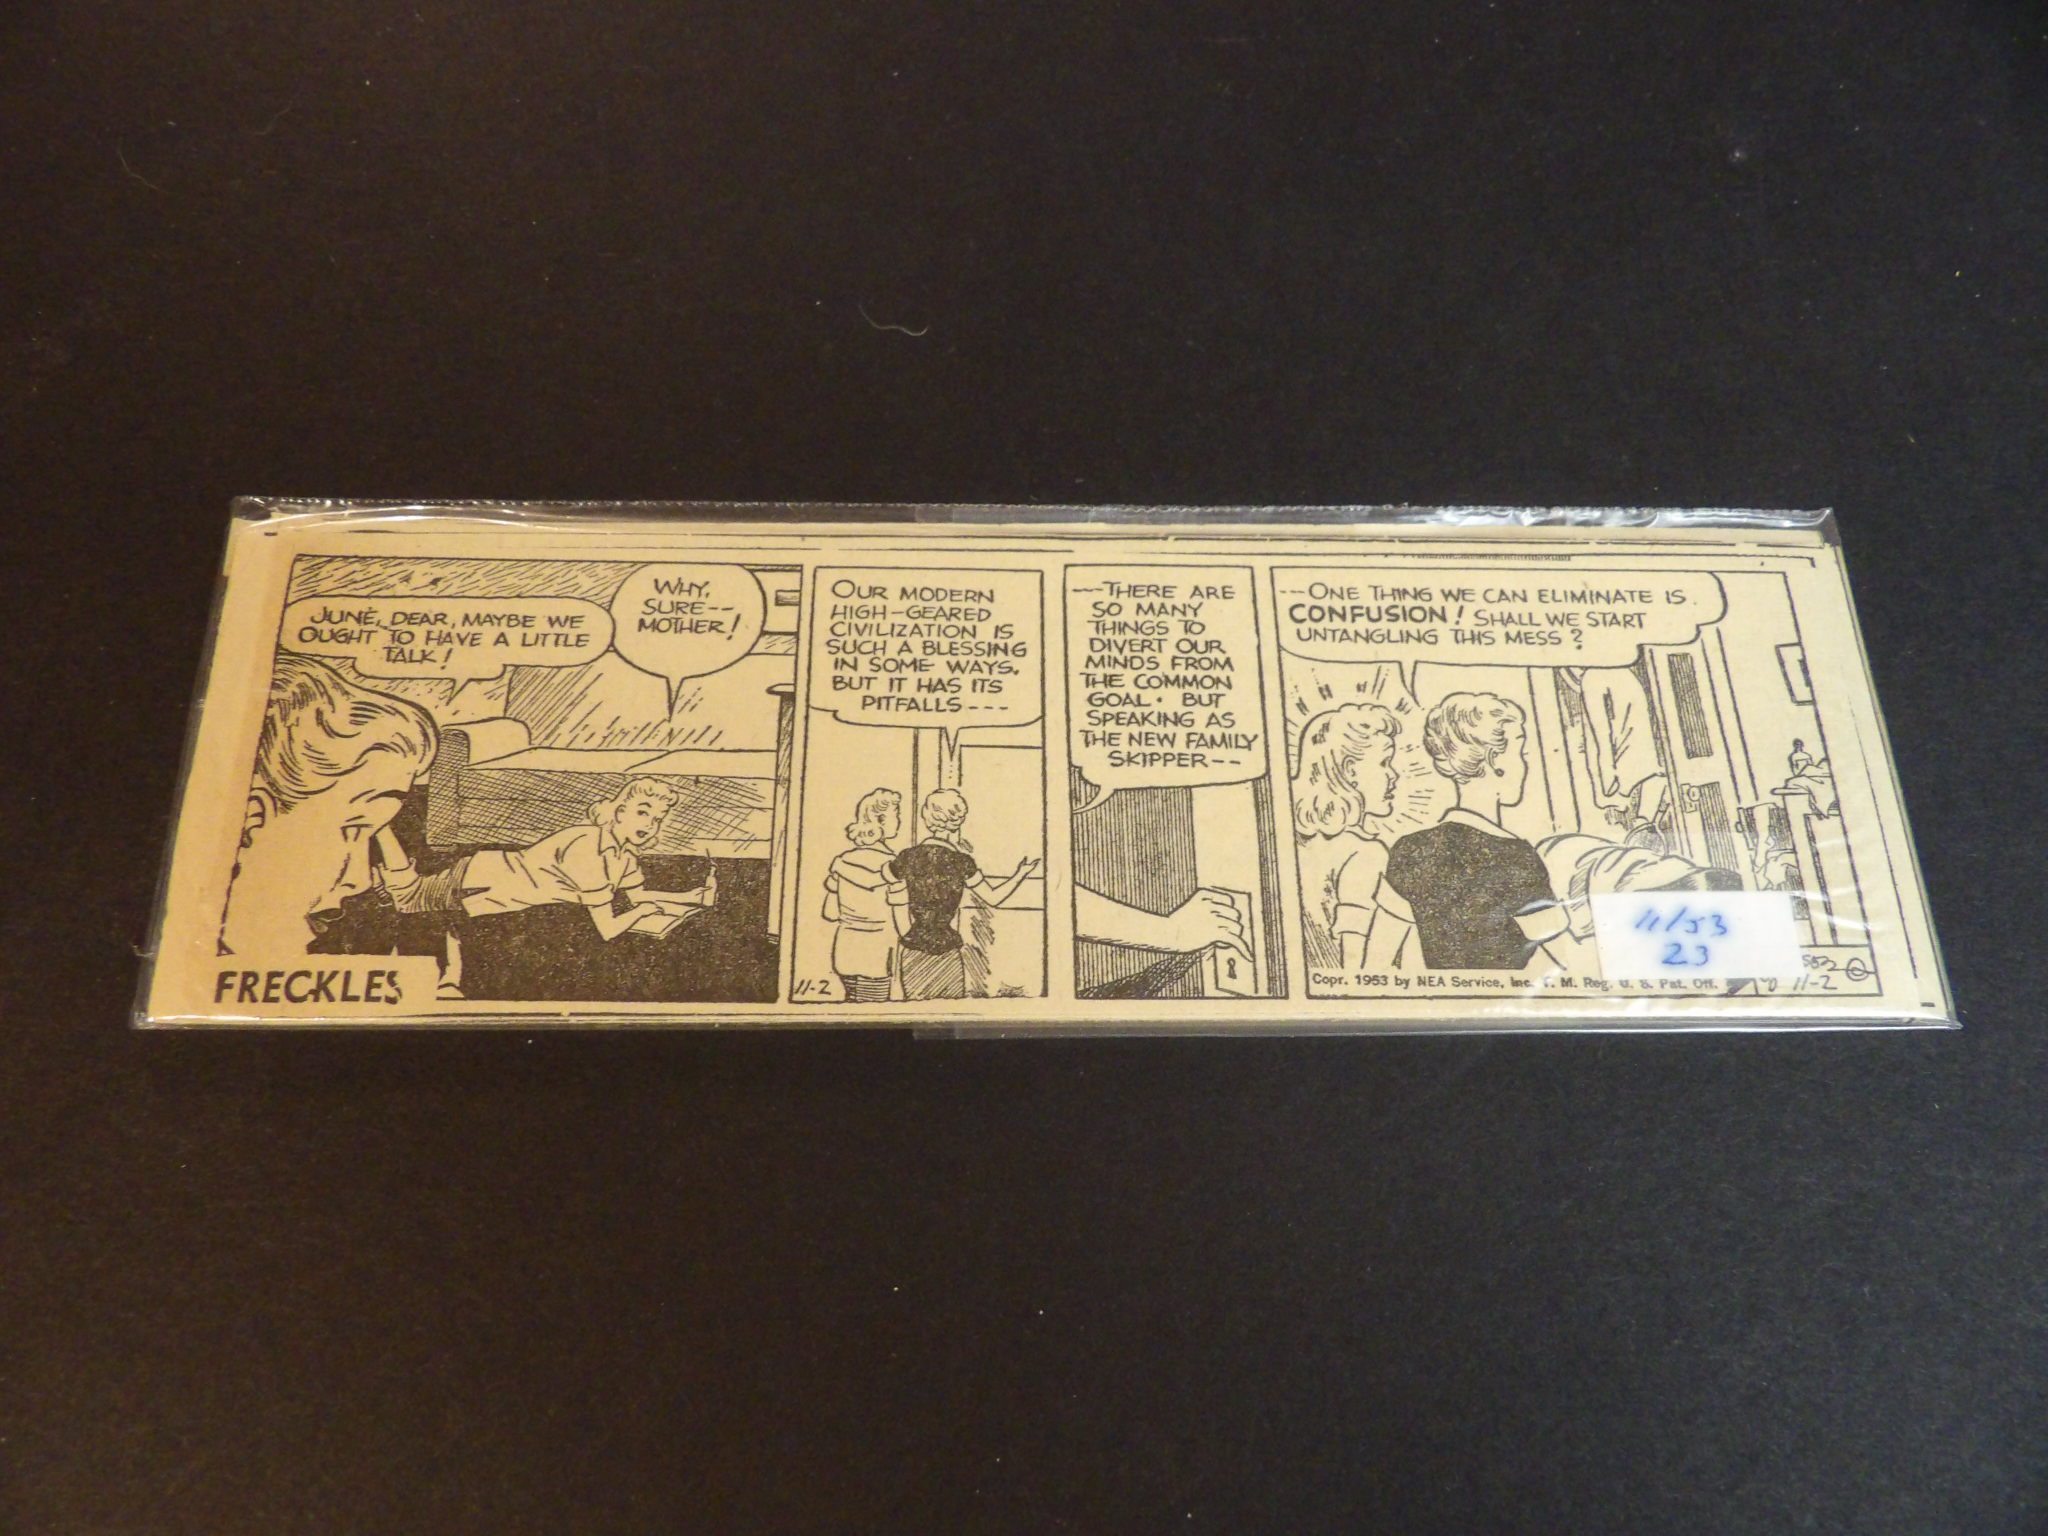 JUNE, DEAR, MAYBE WE
OUGHT TO HAVE A LITTLE
TALK!
WHY,
SURE--
MOTHER!
FRECKLES
OUR MODERN
HIGH-GEARED
CIVILIZATION IS
SUCH A BLESSING
IN SOME WAYS.
BUT IT HAS ITS
PITFALLS---
11-2
--THERE ARE
SO MANY
THINGS TO
DIVERT OUR
MINDS FROM
THE COMMON
GOAL. BUT
SPEAKING AS
THE NEW FAMILY
SKIPPER--
--ONE THING WE CAN ELIMINATE IS
CONFUSION! SHALL WE START
UNTANGLING THIS MESS?
11/53
23
Copr. 1953 by NEA Service, Inc. T. M. Reg. U. S. Pat. Off.
11-2